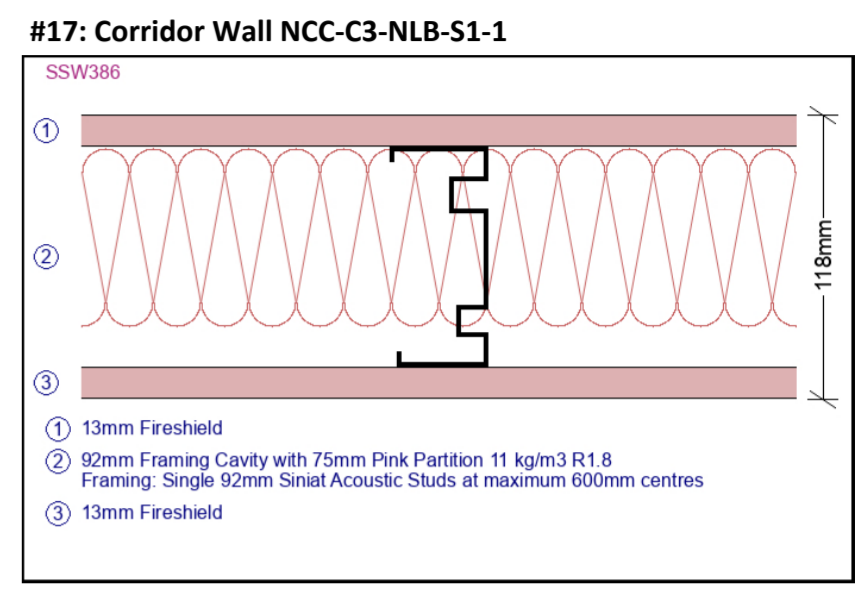 #17: Corridor Wall NCC-C3-NLB-S1-1
SSW386
1
2
3
118mm
1 13mm Fireshield
2 92mm Framing Cavity with 75mm Pink Partition 11 kg/m3 R1.8
Framing: Single 92mm Siniat Acoustic Studs at maximum 600mm centres
3 13mm Fireshield